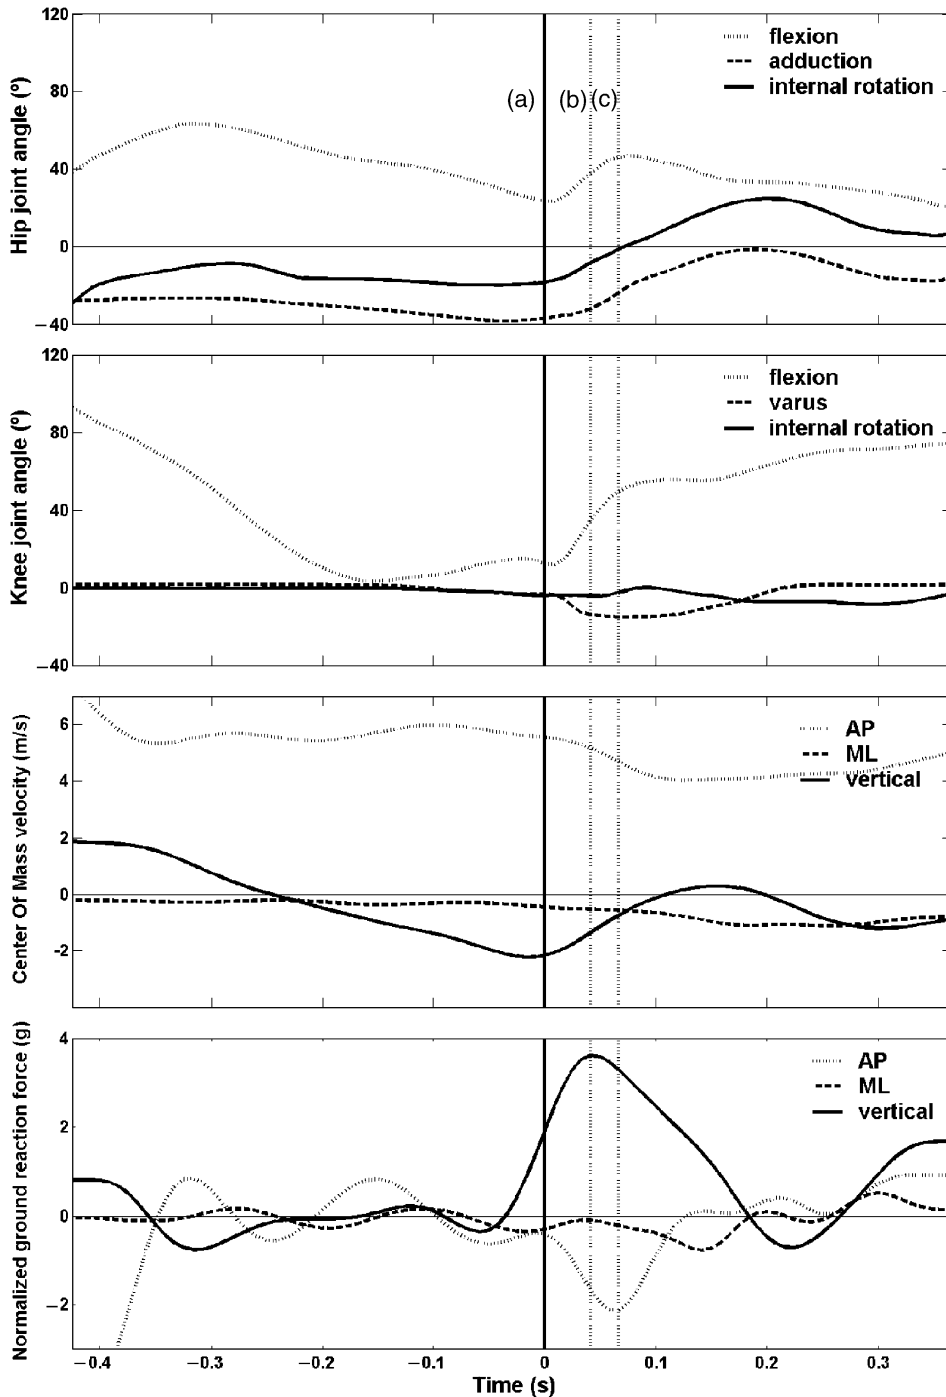 Hip joint angle (º)
120
80
40
0
−40
flexion
adduction
internal rotation
(a)
(b)
(c)
Knee joint angle (º)
120
80
40
0
−40
flexion
varus
internal rotation
Center Of Mass velocity (m/s)
6
4
2
0
-2
AP
ML
vertical
Normalized ground reaction force (g)
4
2
0
−2
AP
ML
vertical
−0.4 −0.3 −0.2 −0.1 0 0.1 0.2 0.3
Time (s)